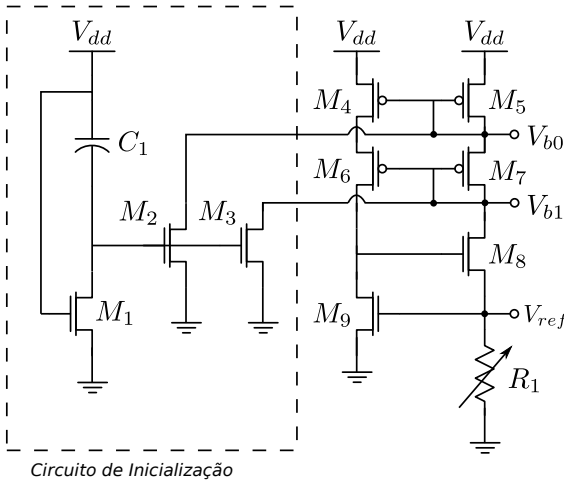 V_dd V_dd V_dd
M_4 M_5
C_1 V_b0
M_6 M_7
M_2 M_3 V_b1
M_8
M_1 M_9 V_ref
R_1
Circuito de Inicialização